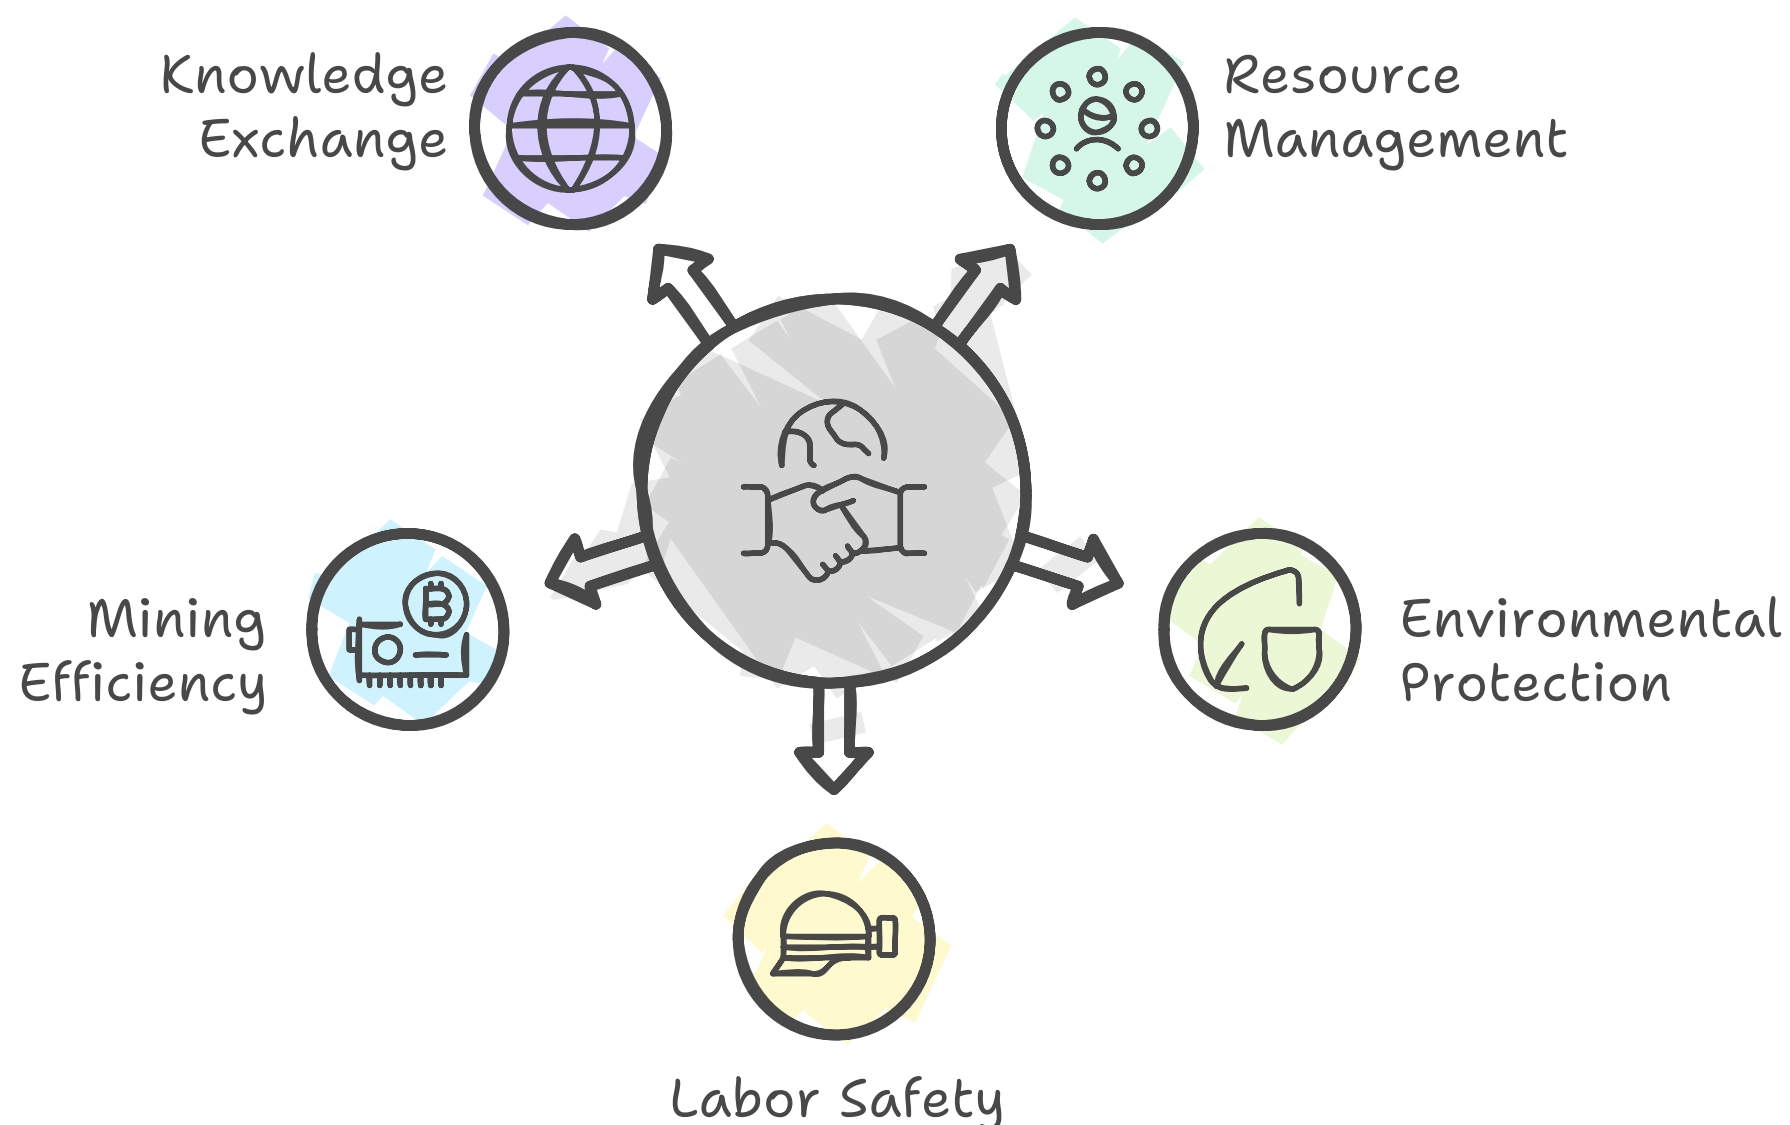 Knowledge
Exchange
Resource
Management
Mining
Efficiency
Environmental
Protection
Labor Safety